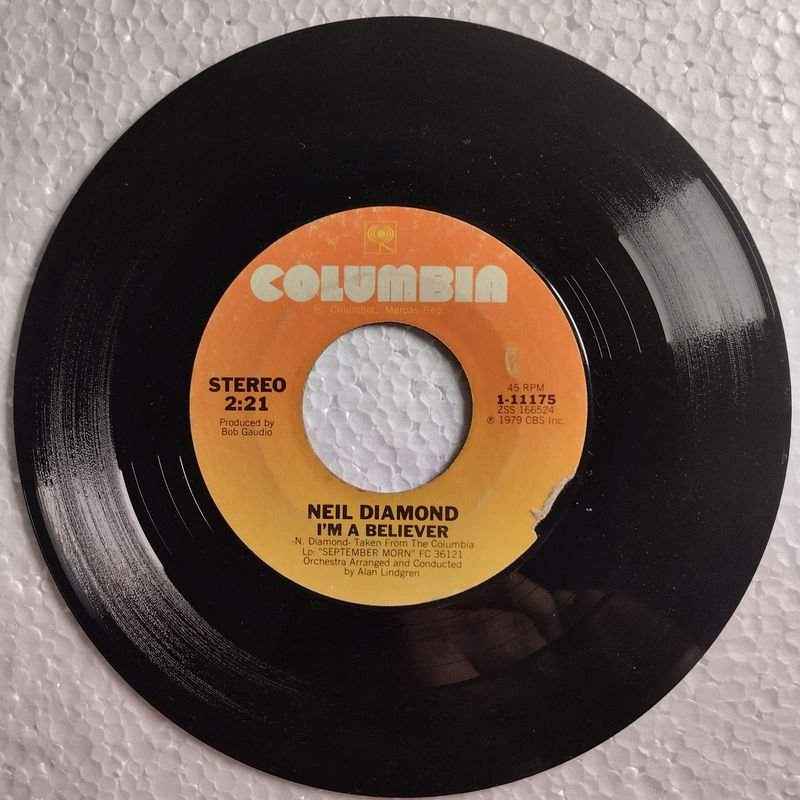 COLUMBIA
® Columbia, Marcas Reg.
STEREO
2:21
Produced by
Bob Gaudio
45 RPM
1-11175
ZSS 166524
℗ 1979 CBS Inc.
NEIL DIAMOND
I'M A BELIEVER
-N. Diamond- Taken From The Columbia
Lp: "SEPTEMBER MORN" FC 36121
Orchestra Arranged and Conducted
by Alan Lindgren